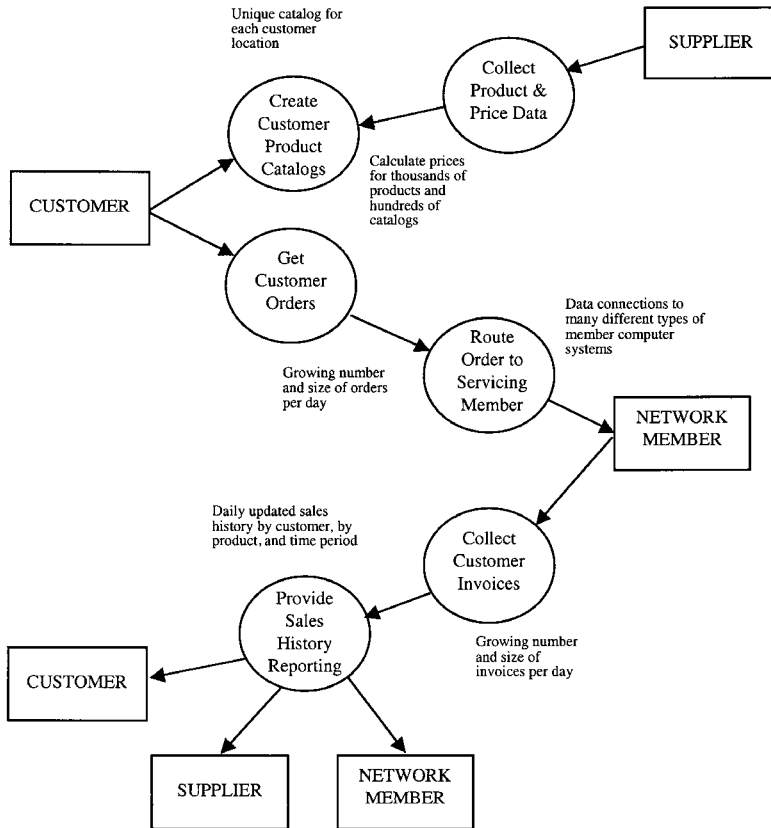 Unique catalog for
each customer
location
SUPPLIER
Collect
Product &
Price Data
Create
Customer
Product
Catalogs
Calculate prices
for thousands of
products and
hundreds of
catalogs
CUSTOMER
Get
Customer
Orders
Data connections to
many different types of
member computer
systems
Route
Order to
Servicing
Member
Growing number
and size of orders
per day
NETWORK
MEMBER
Daily updated sales
history by customer, by
product, and time period
Collect
Customer
Invoices
Provide
Sales
History
Reporting
Growing number
and size of
invoices per day
CUSTOMER
SUPPLIER
NETWORK
MEMBER